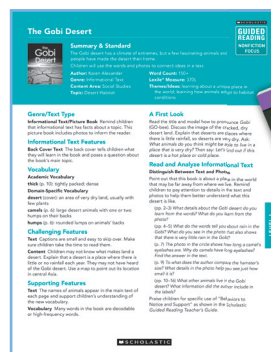 SCHOLASTIC
The Gobi Desert
GUIDED
READING
NONFICTION
FOCUS
Gobi
Desert
Summary & Standard
The Gobi Desert has a climate of extremes, but a few fascinating animals and
people have made this desert their home.
Children will use the words and pictures to connect ideas in a text.
Author: Karen Alexander
Genre: Informational Text
Content Area: Social Studies
Topic: Desert Habitat
Word Count: 150+
Lexile® Measure: 370L
Themes/Ideas: learning about a unique place in
the world; learning how animals adapt to habitat
conditions
Genre/Text Type
Informational Text/Picture Book Remind children
that informational text has facts about a topic. This
picture book includes photos to inform the reader.
Informational Text Features
Back Cover Text The back cover tells children what
they will learn in the book and poses a question about
the book's main topic.
Vocabulary
Academic Vocabulary
thick (p. 10): tightly packed; dense
Domain-Specific Vocabulary
desert (cover): an area of very dry land, usually with
few plants
camels (p. 6): large desert animals with one or two
humps on their backs
humps (p. 6): rounded lumps on animals' backs
Challenging Features
Text Captions are small and easy to skip over. Make
sure children take the time to read them.
Content Children may not know what makes land a
desert. Explain that a desert is a place where there is
little or no rainfall each year. They may not have heard
of the Gobi desert. Use a map to point out its location
in central Asia.
Supporting Features
Text The names of animals appear in the main text of
each page and support children's understanding of
the new vocabulary.
Vocabulary Many words in the book are decodable
or high-frequency words.
A First Look
Read the title and model how to pronounce Gobi
(GO-bee). Discuss the image of the cracked, dry
desert land. Explain that deserts are places where
there is little rainfall, so deserts are very dry. Ask:
What animals do you think might be able to live in a
place that is very dry? Then say: Let's find out if this
desert is a hot place or cold place.
Read and Analyze Informational Text
Distinguish Between Text and Photos
Point out that this book is about a place in the world
that may be far away from where we live. Remind
children to pay attention to details in the text and
photos to help them better understand what this
desert is like.
(pp. 2–3) What details about the Gobi desert do you
learn from the words? What do you learn from the
photo?
(pp. 4–5) What do the words tell you about rain in the
Gobi? What do you see in the photo that also shows
that there is very little rain in the Gobi?
(p. 7) The photo in the circle shows how long a camel's
eyelashes are. Why do camels have long eyelashes?
Find the answer in the text.
(p. 9) To what does the author compare the hamster's
size? What details in the photo help you see just how
small it is?
(pp. 15–16) What other animals live in the Gobi
desert? What information did the author include in
the labels?
Praise children for specific use of "Behaviors to
Notice and Support" as shown in the Scholastic
Guided Reading Teacher's Guide.
SCHOLASTIC